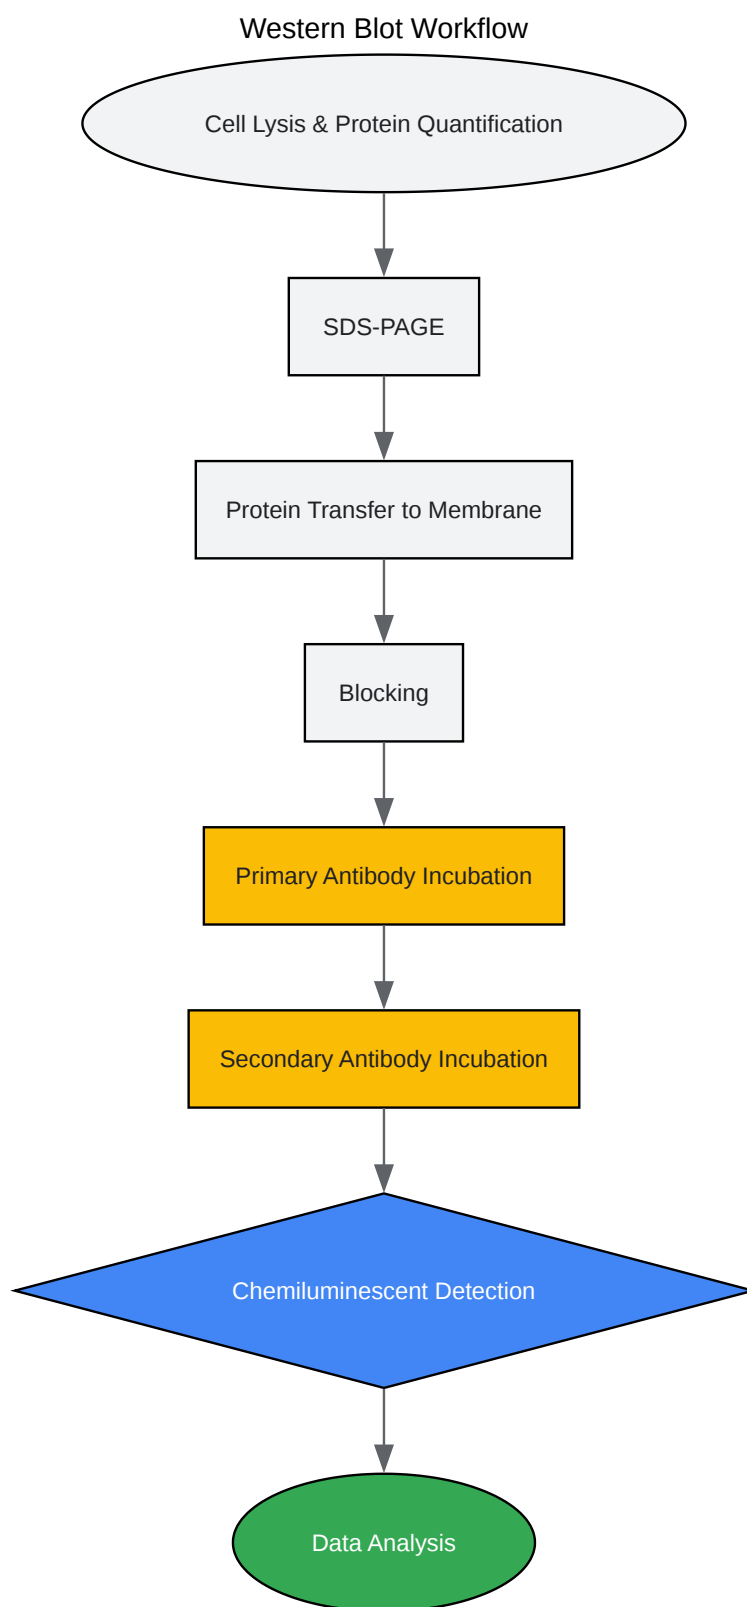 Western Blot Workflow
Cell Lysis & Protein Quantification
SDS-PAGE
Protein Transfer to Membrane
Blocking
Primary Antibody Incubation
Secondary Antibody Incubation
Chemiluminescent Detection
Data Analysis